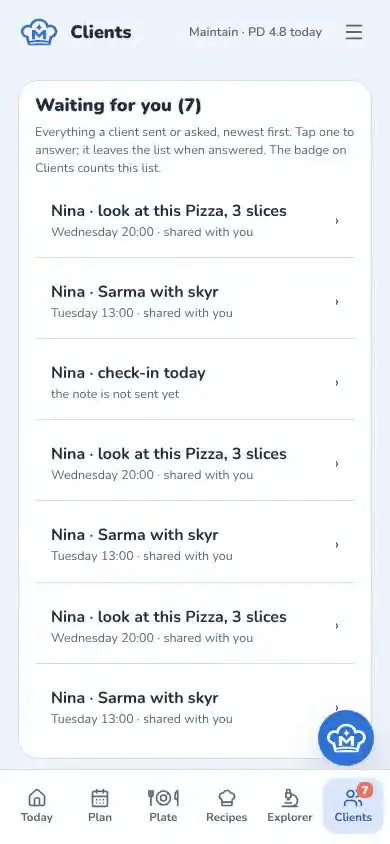 Clients
Maintain · PD 4.8 today
Waiting for you (7)
Everything a client sent or asked, newest first. Tap one to
answer; it leaves the list when answered. The badge on
Clients counts this list.
Nina · look at this Pizza, 3 slices
Wednesday 20:00 · shared with you
Nina · Sarma with skyr
Tuesday 13:00 · shared with you
Nina · check-in today
the note is not sent yet
Nina · look at this Pizza, 3 slices
Wednesday 20:00 · shared with you
Nina · Sarma with skyr
Tuesday 13:00 · shared with you
Nina · look at this Pizza, 3 slices
Wednesday 20:00 · shared with you
Nina · Sarma with skyr
Tuesday 13:00 · shared with you
M
7
Today
Plan
Plate
Recipes
Explorer
Clients